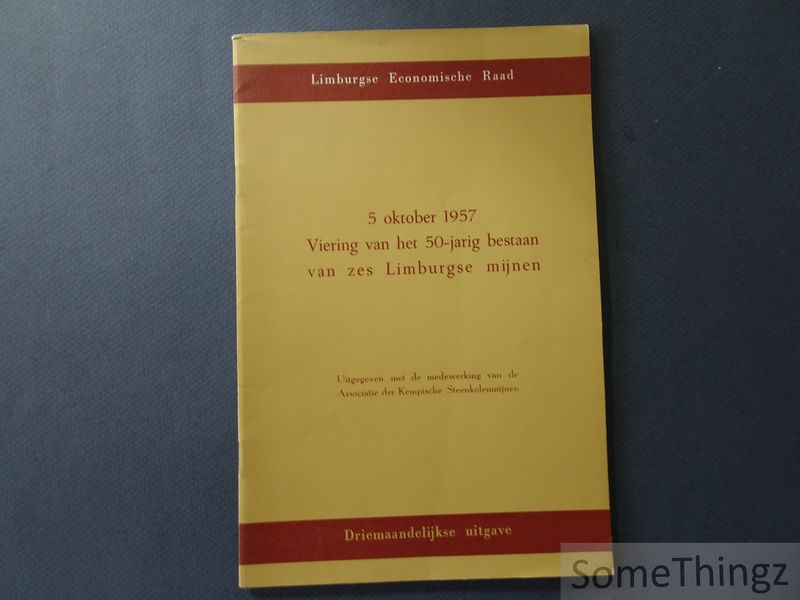 Limburgse Economische Raad
5 oktober 1957
Viering van het 50-jarig bestaan
van zes Limburgse mijnen
Uitgegeven met de medewerking van de
Associatie der Kempische Steenkolenmijnen
Driemaandelijkse uitgave
SomeThingz